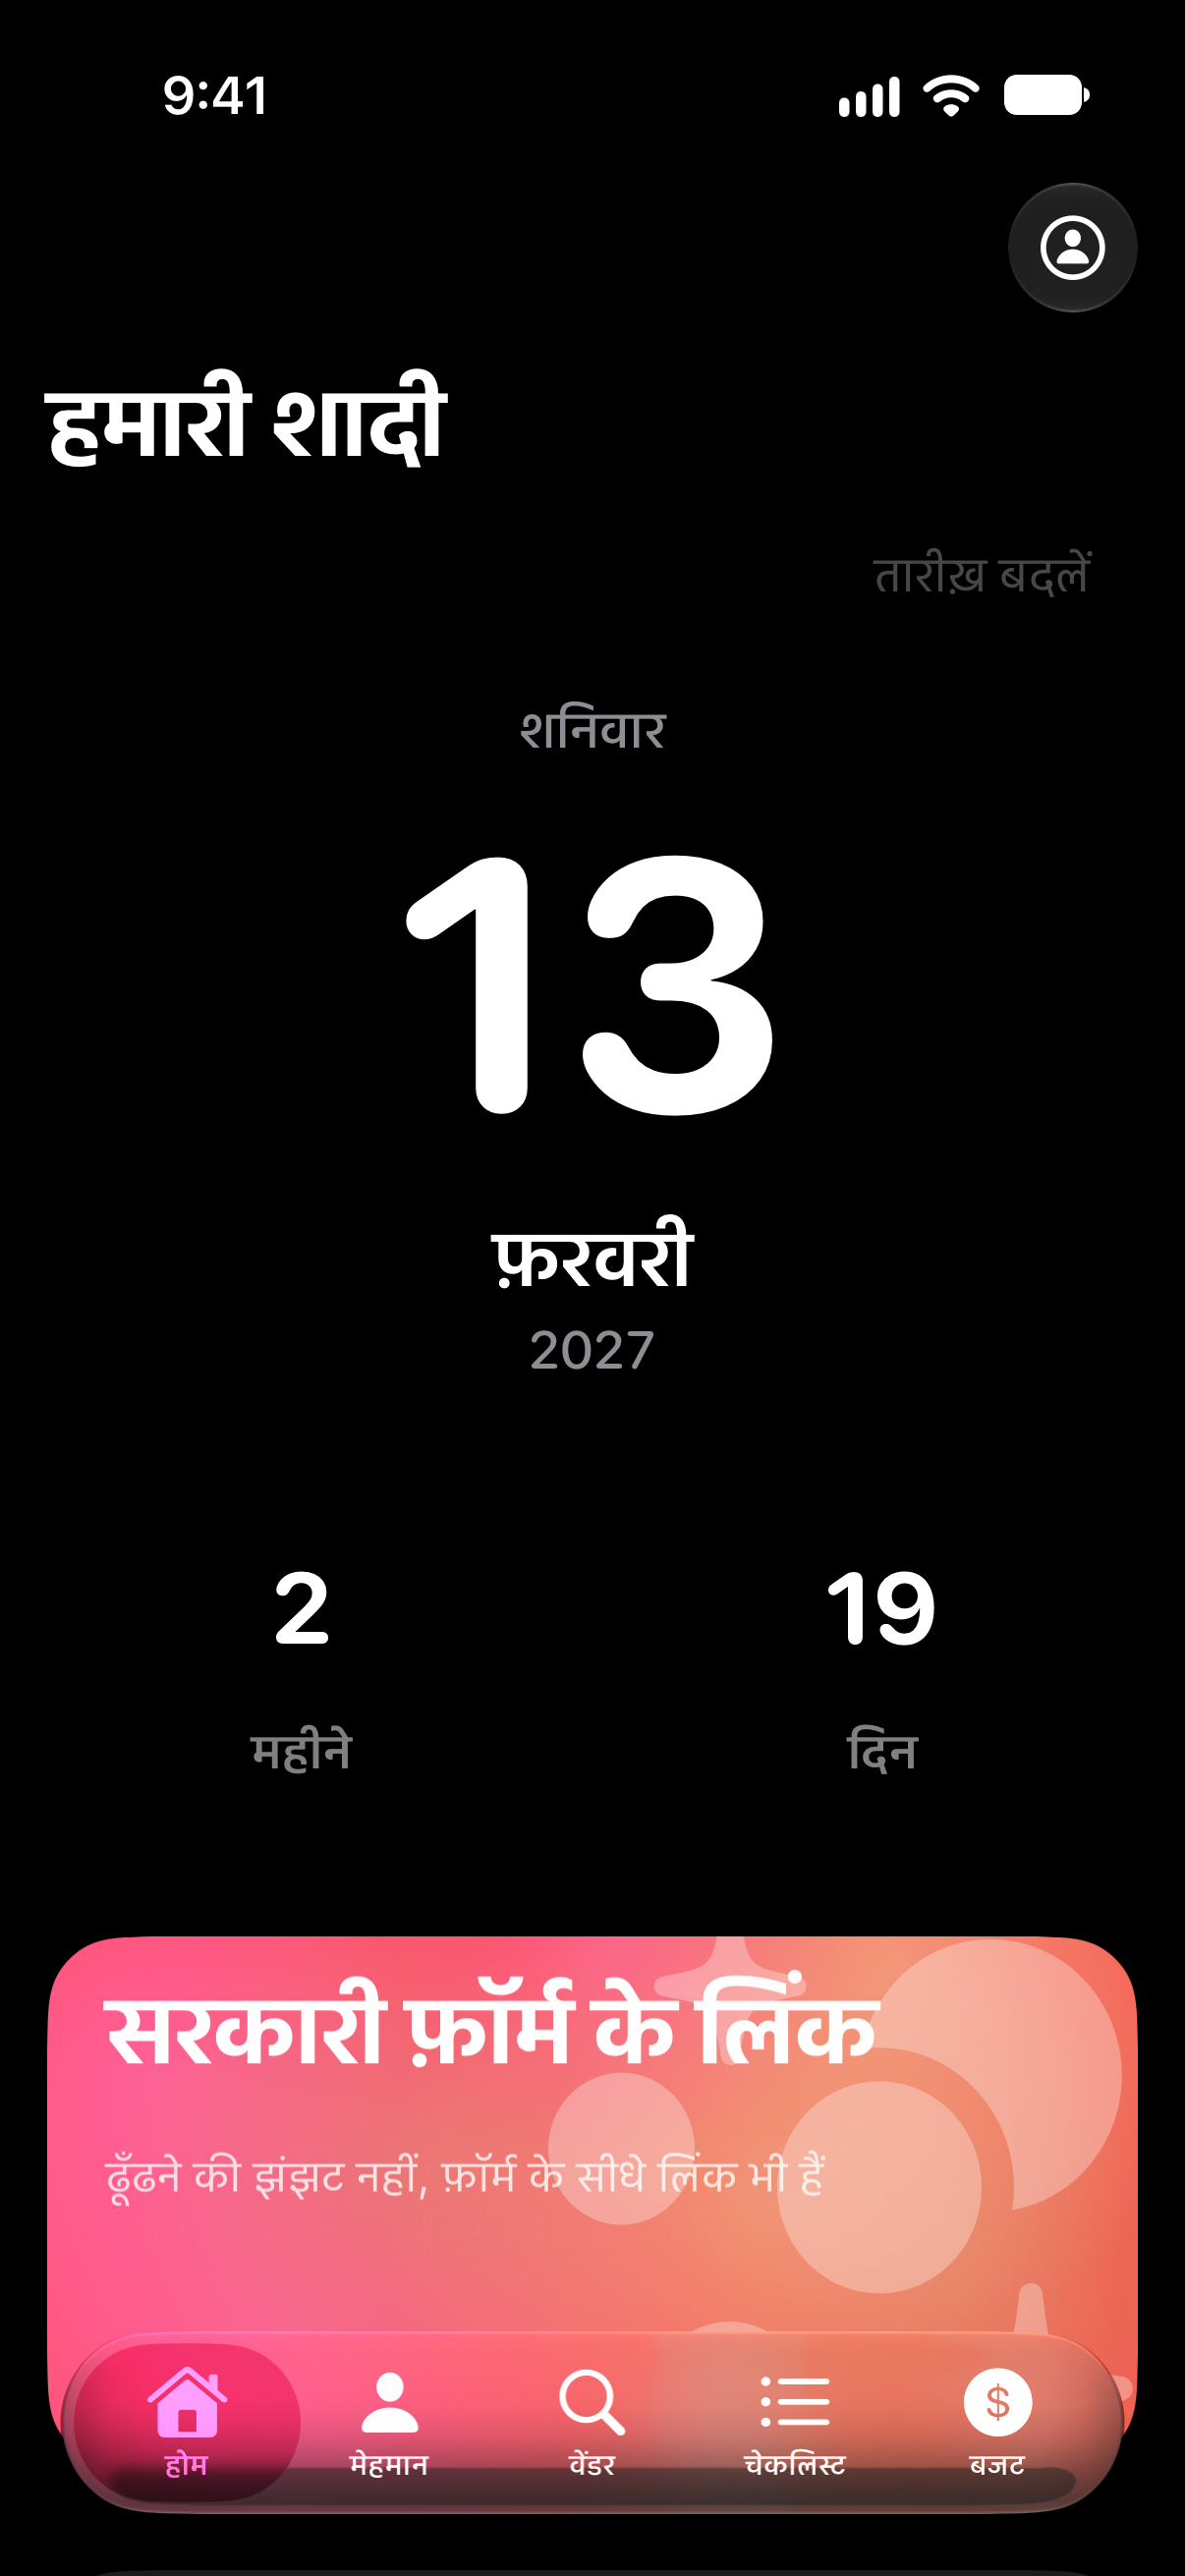 9:41
हमारी शादी
तारीख़ बदलें
शनिवार
13
फ़रवरी
2027
2 19
महीने दिन
सरकारी फ़ॉर्म के लिंक
ढूँढने की झंझट नहीं, फ़ॉर्म के सीधे लिंक भी हैं
होम मेहमान वेंडर चेकलिस्ट बजट